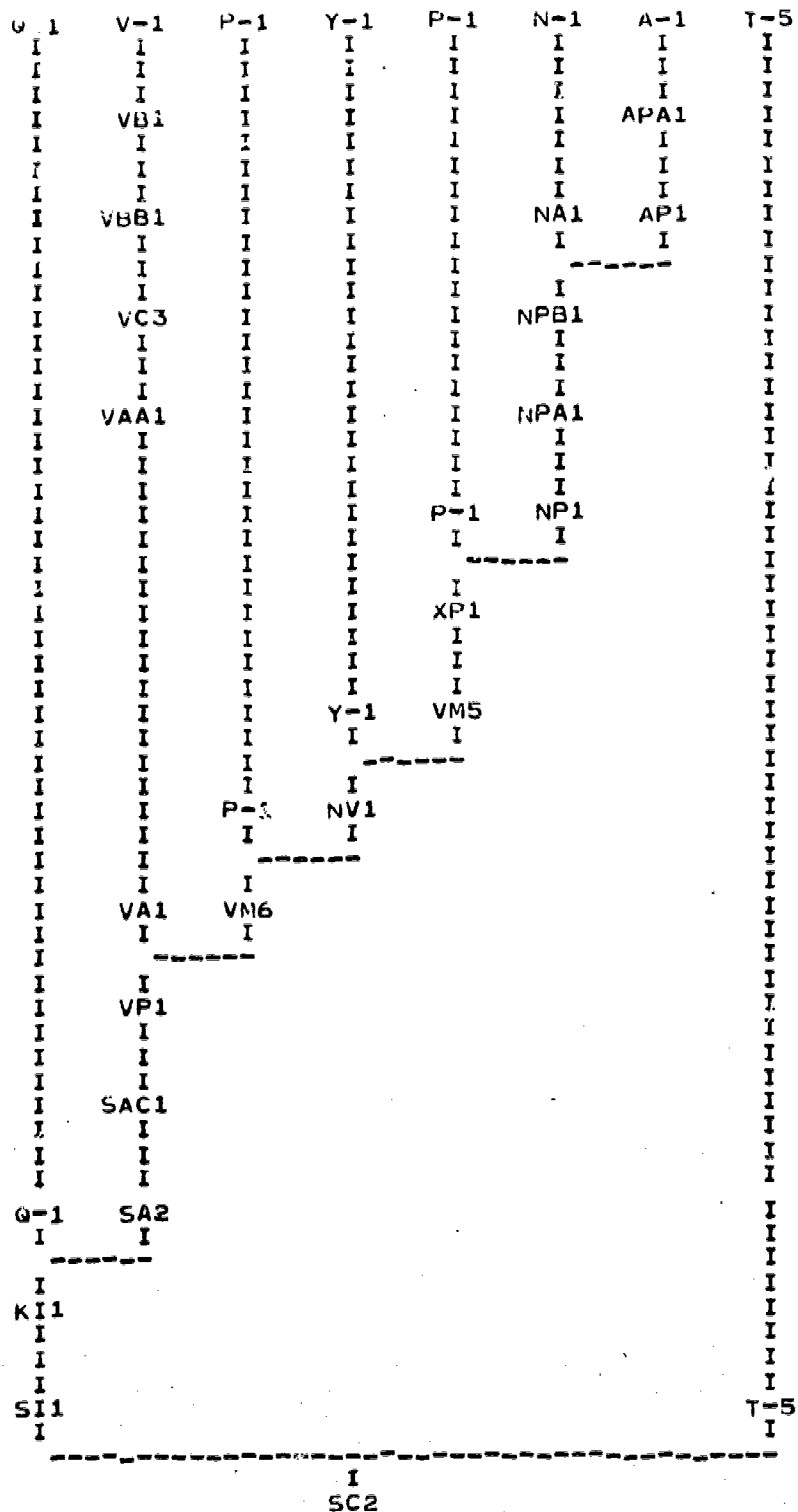 Q 1 V-1 P-1 Y-1 P-1 N-1 A-1 T-5
VB1 APA1
VBB1 NA1 AP1
VC3 NPB1
VAA1 NPA1
P-1 NP1
XP1
Y-1 VM5
P-1 NV1
VA1 VM6
VP1
SAC1
Q-1 SA2
KI1
SI1 T-5
SC2